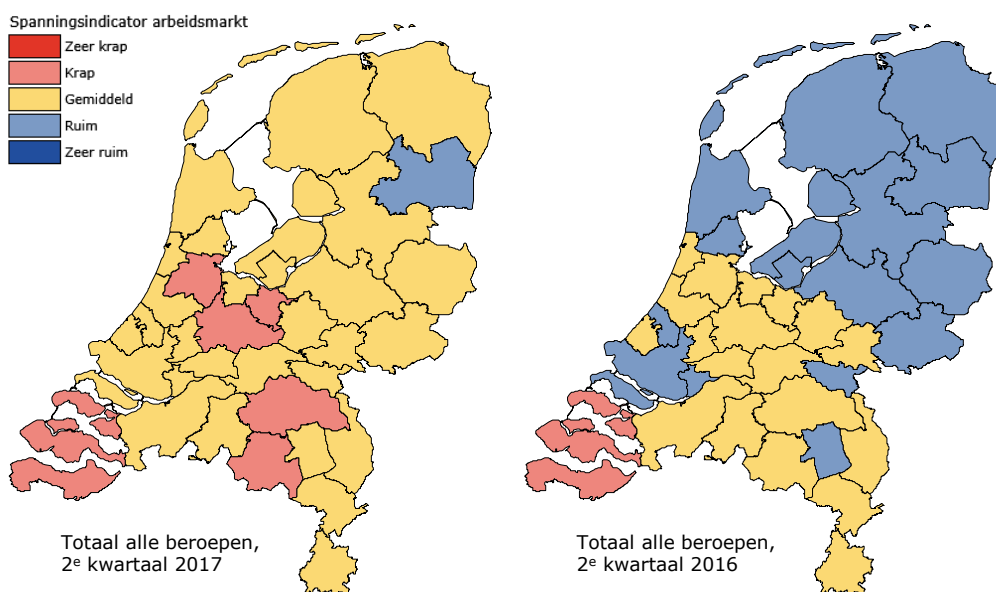 Spanningsindicator arbeidsmarkt
Zeer krap
Krap
Gemiddeld
Ruim
Zeer ruim
Totaal alle beroepen,
2e kwartaal 2017
Totaal alle beroepen,
2e kwartaal 2016